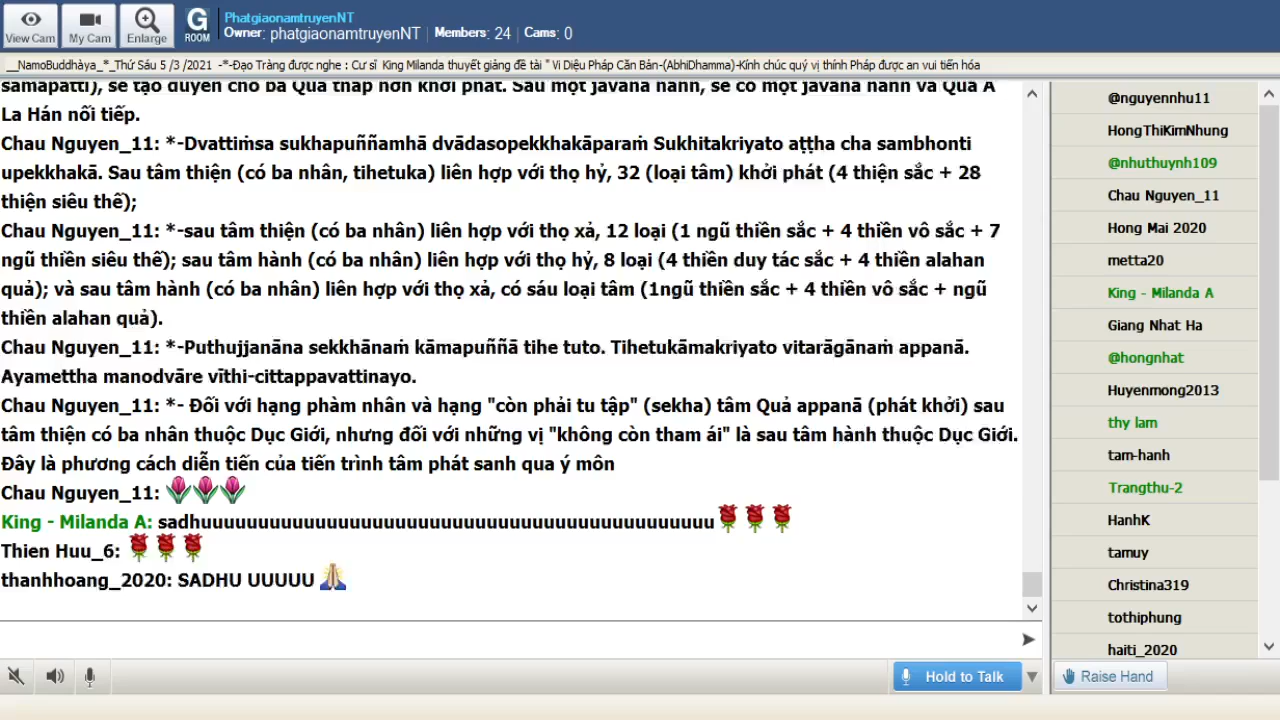 View Cam
My Cam
Enlarge
G
ROOM
PhatgiaonamtruyenNT
Owner: phatgiaonamtruyenNT | Members: 24 | Cams: 0
__NamoBuddhàya_*_Thứ Sáu 5 /3 /2021 -*-Đạo Tràng được nghe : Cư sĩ King Milanda thuyết giảng đề tài " Vi Diệu Pháp Căn Bản-(AbhiDhamma)-Kính chúc quý vị thính Pháp được an vui tiến hóa
samàpatti), sẽ tạo duyên cho ba Quả thấp hơn khởi phát. Sau một javana hành, sẽ có một javana hành và Quả A
La Hán nối tiếp.
Chau Nguyen_11: *-Dvattiṁsa sukhapuññamhā dvādasopekkhakāparaṁ Sukhitakriyato aṭṭha cha sambhonti
upekkhakā. Sau tâm thiện (có ba nhân, tihetuka) liên hợp với thọ hỷ, 32 (loại tâm) khởi phát (4 thiện sắc + 28
thiện siêu thế);
Chau Nguyen_11: *-sau tâm thiện (có ba nhân) liên hợp với thọ xả, 12 loại (1 ngũ thiền sắc + 4 thiền vô sắc + 7
ngũ thiền siêu thế); sau tâm hành (có ba nhân) liên hợp với thọ hỷ, 8 loại (4 thiền duy tác sắc + 4 thiền alahan
quả); và sau tâm hành (có ba nhân) liên hợp với thọ xả, có sáu loại tâm (1ngũ thiền sắc + 4 thiền vô sắc + ngũ
thiền alahan quả).
Chau Nguyen_11: *-Puthujjanāna sekkhānaṁ kāmapuññā tihe tuto. Tihetukāmakriyato vitarāgānaṁ appanā.
Ayamettha manodvāre vīthi-cittappavattinayo.
Chau Nguyen_11: *- Đối với hạng phàm nhân và hạng "còn phải tu tập" (sekha) tâm Quả appanā (phát khởi) sau
tâm thiện có ba nhân thuộc Dục Giới, nhưng đối với những vị "không còn tham ái" là sau tâm hành thuộc Dục Giới.
Đây là phương cách diễn tiến của tiến trình tâm phát sanh qua ý môn
Chau Nguyen_11:
King - Milanda A: sadhuuuuuuuuuuuuuuuuuuuuuuuuuuuuuuuuuuuuuuuuuuuuuu
Thien Huu_6:
thanhhoang_2020: SADHU UUUUU
@nguyennhu11
HongThiKimNhung
@nhuthuynh109
Chau Nguyen_11
Hong Mai 2020
metta20
King - Milanda A
Giang Nhat Ha
@hongnhat
Huyenmong2013
thy lam
tam-hanh
Trangthu-2
HanhK
tamuy
Christina319
tothiphung
haiti_2020
Hold to Talk
Raise Hand